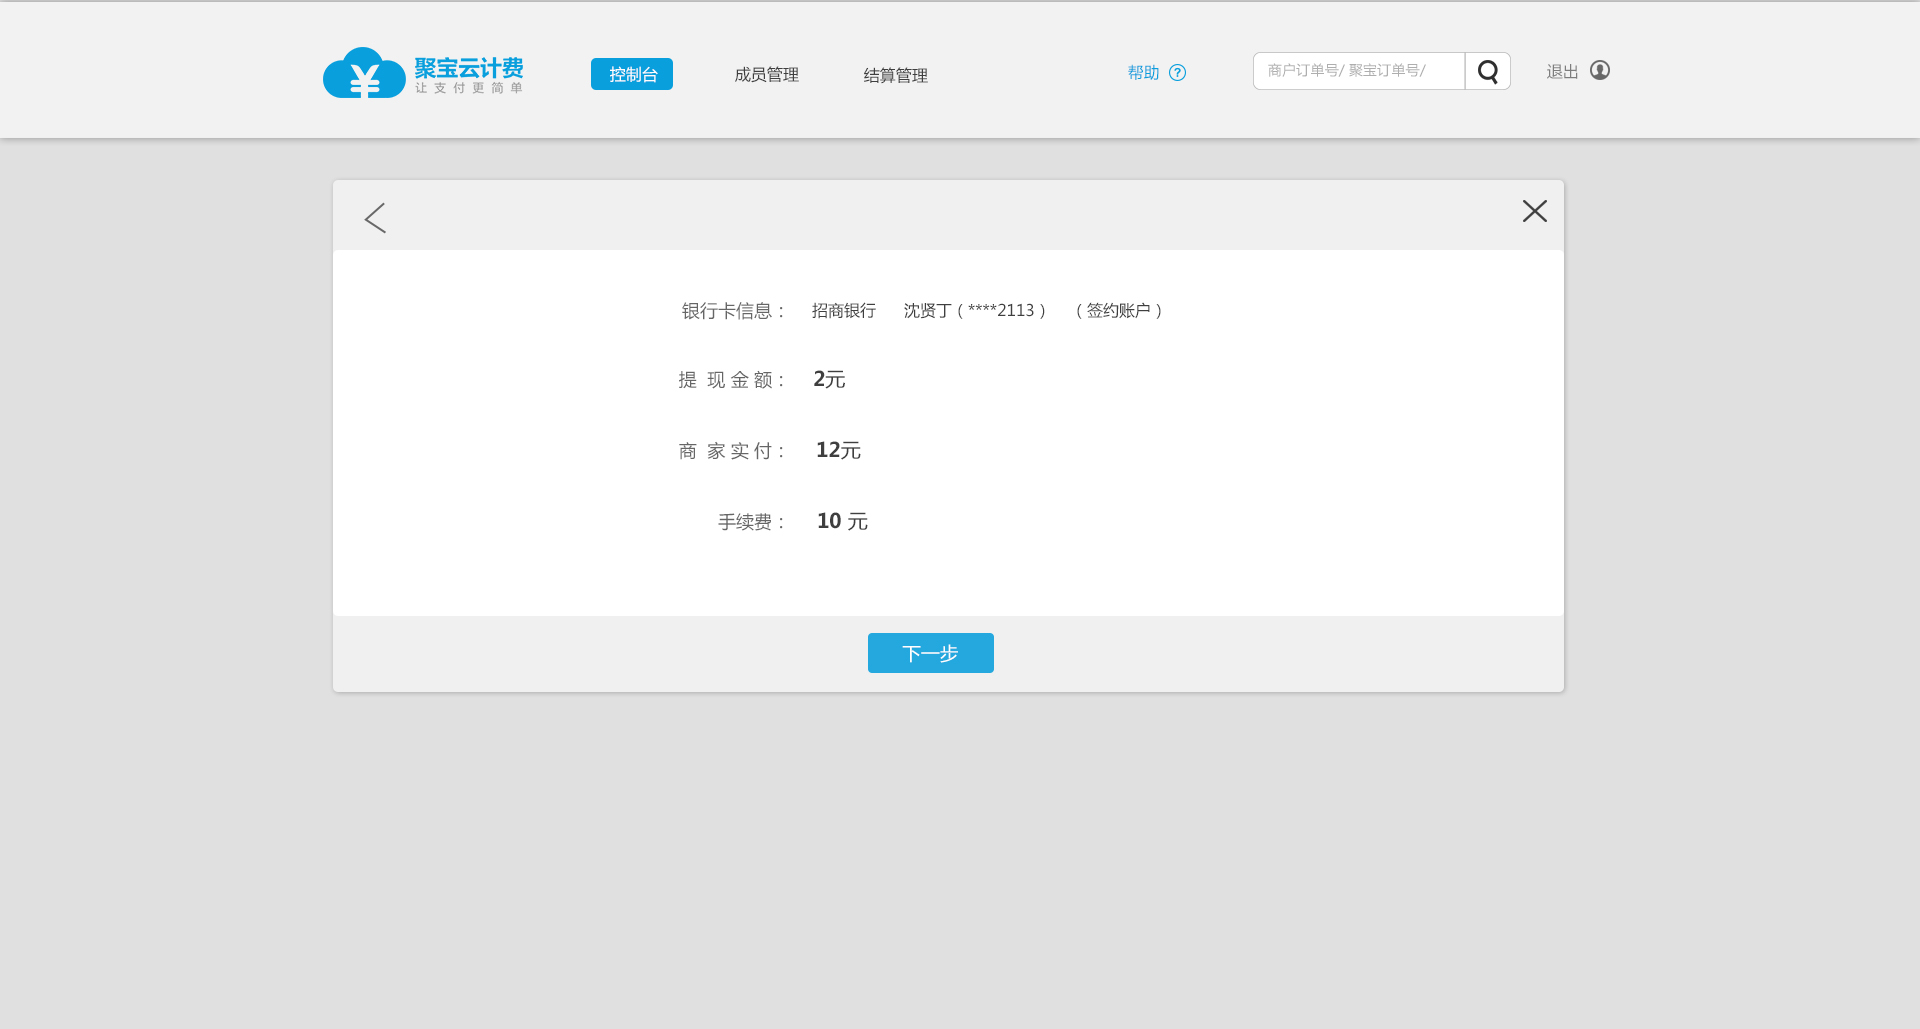 聚宝云计费
让支付更简单
控制台
成员管理
结算管理
帮助 ?
商户订单号/ 聚宝订单号/
退出
银行卡信息： 招商银行 沈贤丁（****2113） （签约账户）
提 现 金 额： 2元
商 家 实 付： 12元
手续费： 10 元
下一步